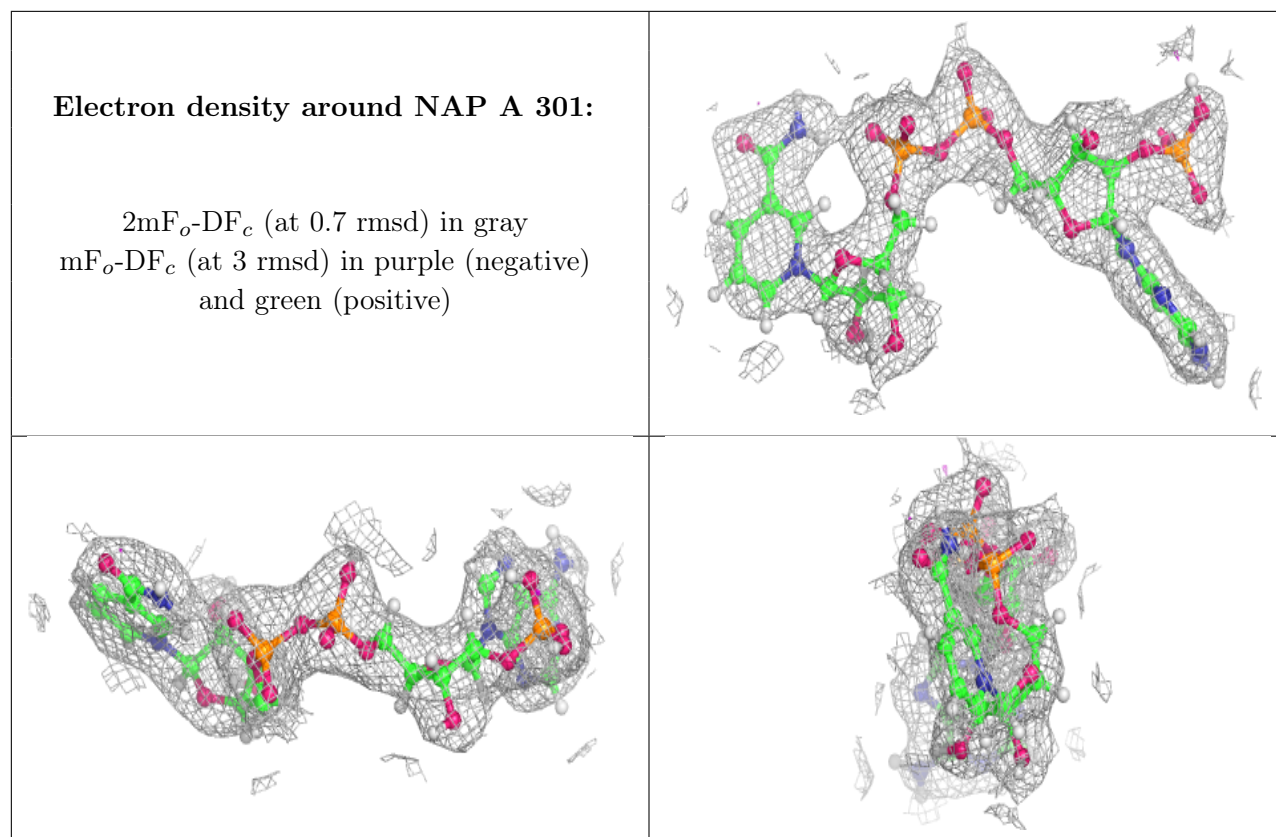 Electron density around NAP A 301:
2mFₒ-DF𝒸 (at 0.7 rmsd) in gray
mFₒ-DF𝒸 (at 3 rmsd) in purple (negative)
and green (positive)